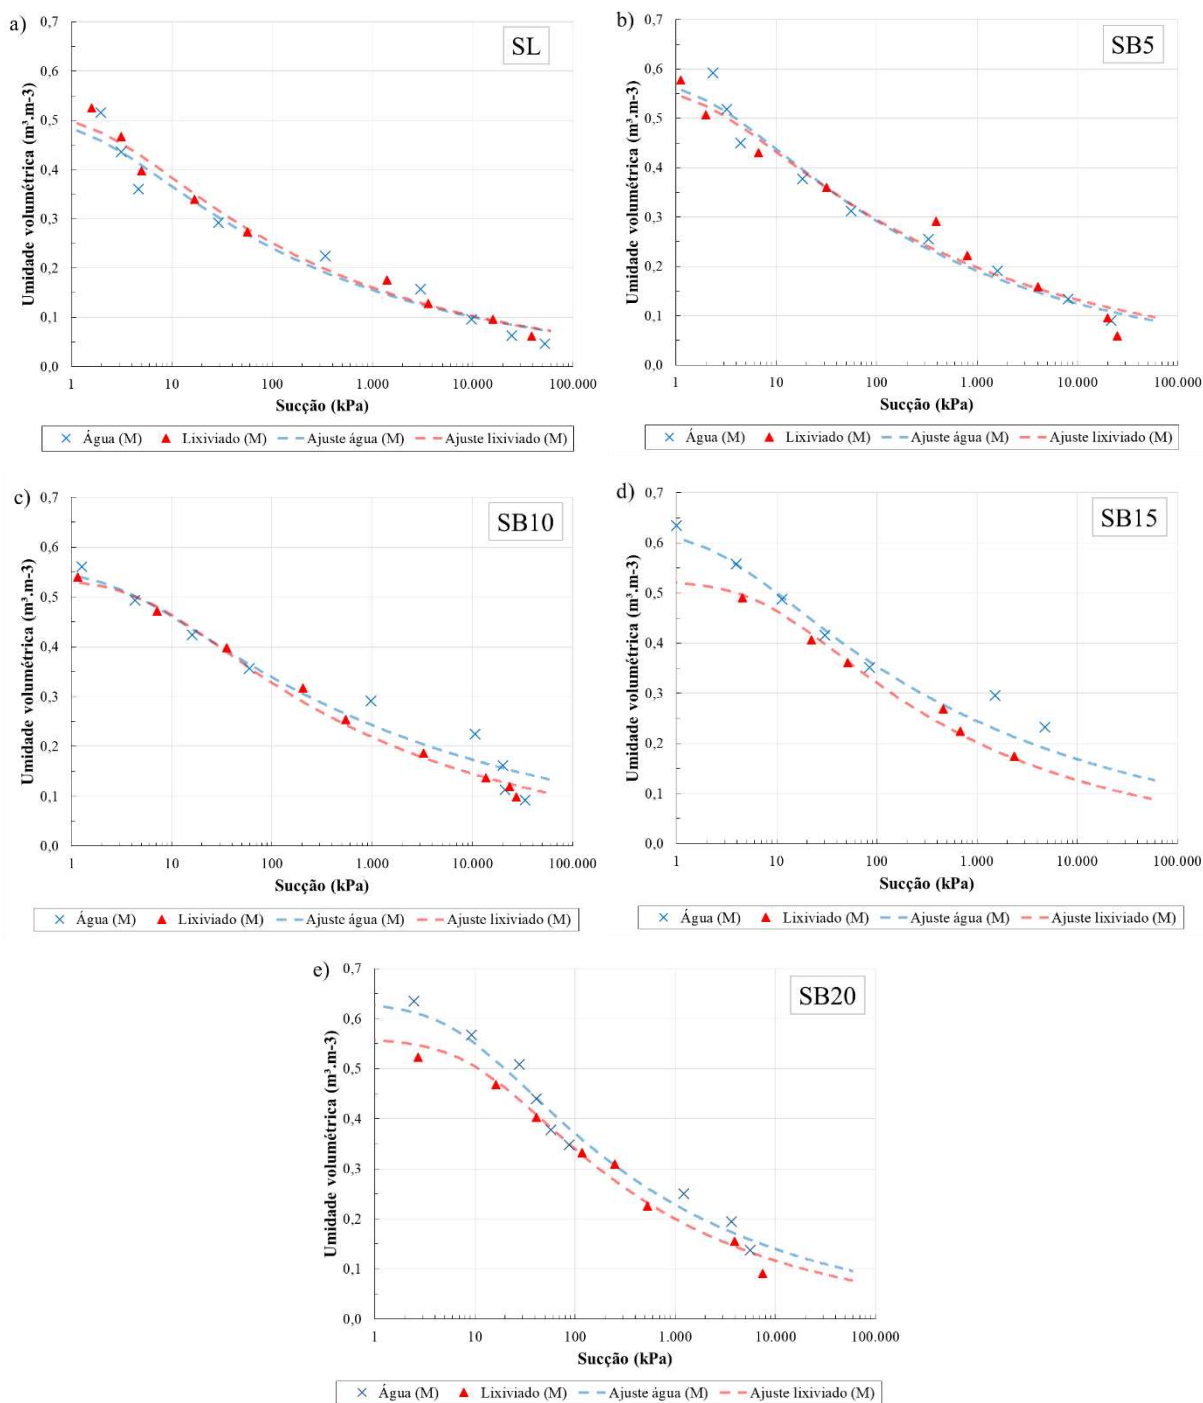 a)
SL
Umidade volumétrica (m³.m-3)
0,7
0,6
0,5
0,4
0,3
0,2
0,1
0,0
1 10 100 1.000 10.000 100.000
Sucção (kPa)
Água (M) Lixiviado (M) Ajuste água (M) Ajuste lixiviado (M)
b)
SB5
Umidade volumétrica (m³.m-3)
0,7
0,6
0,5
0,4
0,3
0,2
0,1
0,0
1 10 100 1.000 10.000 100.000
Sucção (kPa)
Água (M) Lixiviado (M) Ajuste água (M) Ajuste lixiviado (M)
c)
SB10
Umidade volumétrica (m³.m-3)
0,7
0,6
0,5
0,4
0,3
0,2
0,1
0,0
1 10 100 1.000 10.000 100.000
Sucção (kPa)
Água (M) Lixiviado (M) Ajuste água (M) Ajuste lixiviado (M)
d)
SB15
Umidade volumétrica (m³.m-3)
0,7
0,6
0,5
0,4
0,3
0,2
0,1
0,0
1 10 100 1.000 10.000 100.000
Sucção (kPa)
Água (M) Lixiviado (M) Ajuste água (M) Ajuste lixiviado (M)
e)
SB20
Umidade volumétrica (m³.m-3)
0,7
0,6
0,5
0,4
0,3
0,2
0,1
0,0
1 10 100 1.000 10.000 100.000
Sucção (kPa)
Água (M) Lixiviado (M) Ajuste água (M) Ajuste lixiviado (M)